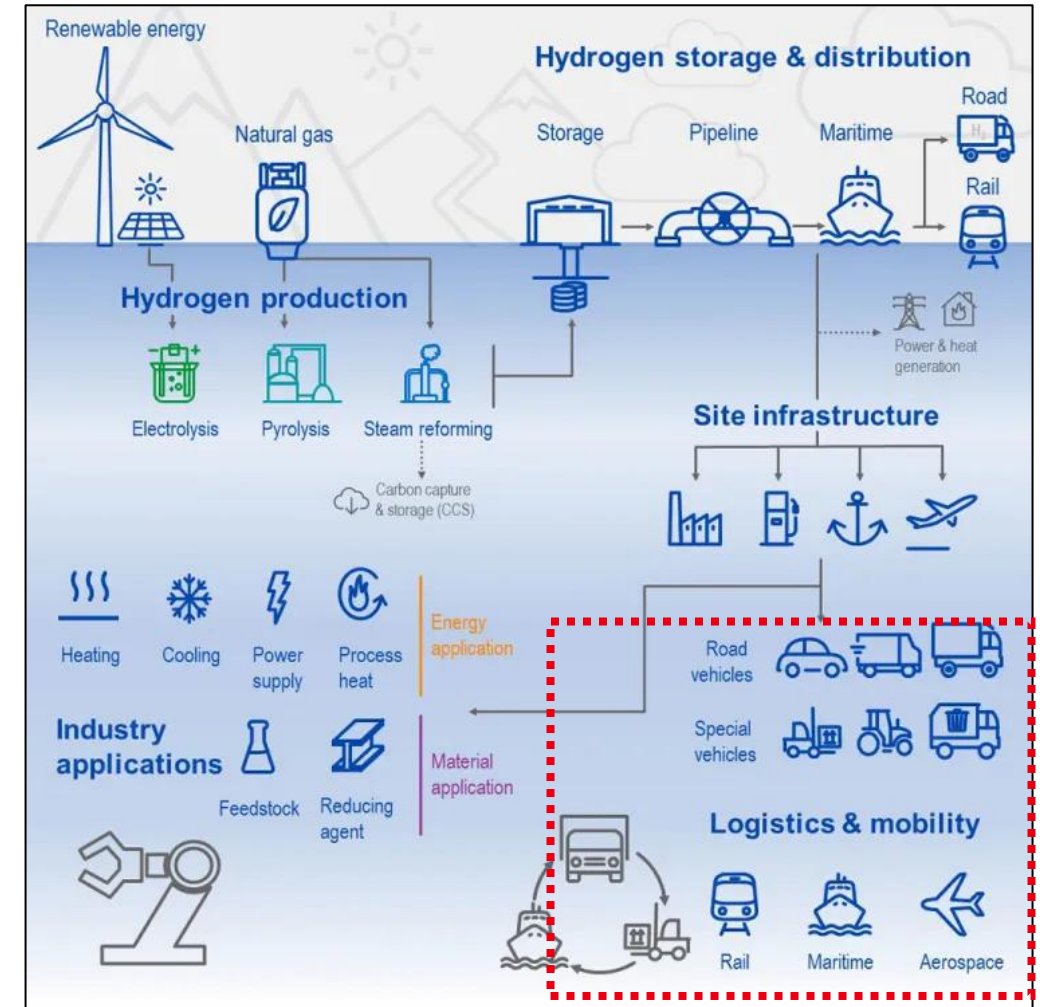 Renewable energy
Natural gas
Hydrogen storage & distribution
Storage
Pipeline
Maritime
Road
H₂
Rail
Hydrogen production
Electrolysis
Pyrolysis
Steam reforming
Carbon capture
& storage (CCS)
Power & heat
generation
Site infrastructure
Heating
Cooling
Power
supply
Process
heat
Energy
application
Industry
applications
Feedstock
Reducing
agent
Material
application
Road
vehicles
Special
vehicles
Logistics & mobility
Rail
Maritime
Aerospace